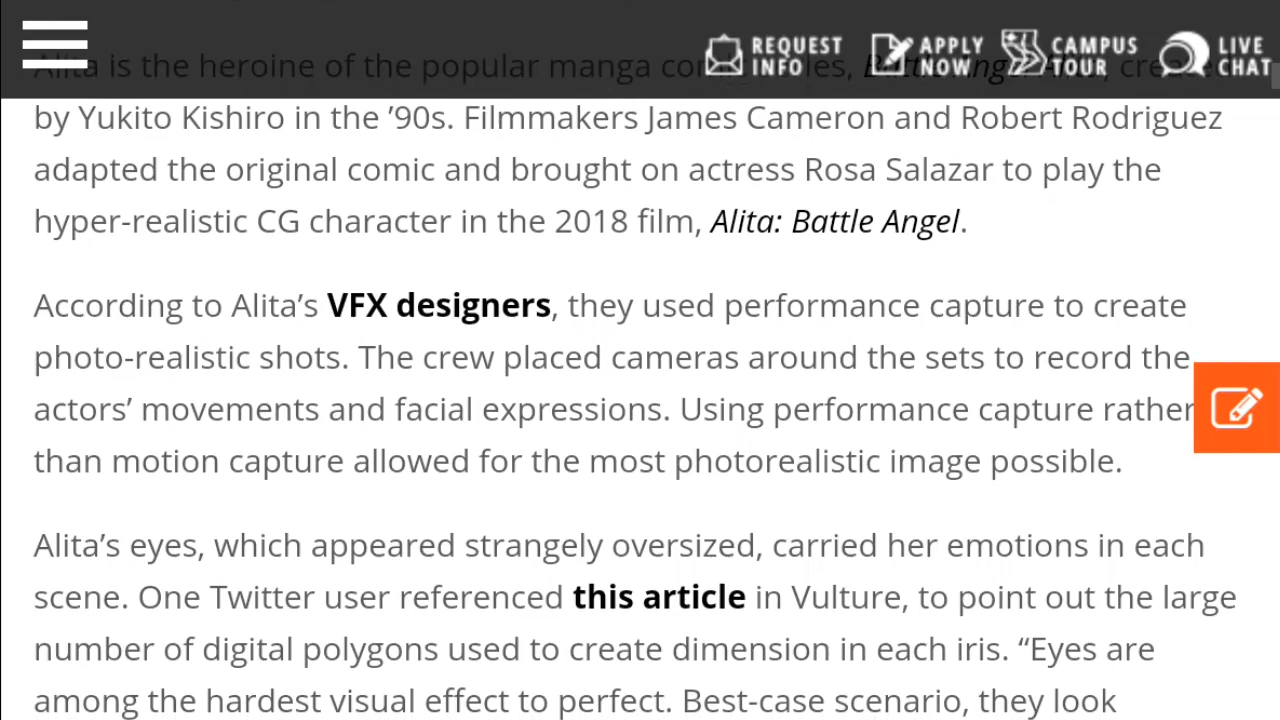 REQUEST INFO
APPLY NOW
CAMPUS TOUR
LIVE CHAT
Alita is the heroine of the popular manga
by Yukito Kishiro in the ’90s. Filmmakers James Cameron and Robert Rodriguez
adapted the original comic and brought on actress Rosa Salazar to play the
hyper-realistic CG character in the 2018 film, Alita: Battle Angel.
According to Alita’s VFX designers, they used performance capture to create
photo-realistic shots. The crew placed cameras around the sets to record the
actors’ movements and facial expressions. Using performance capture rather
than motion capture allowed for the most photorealistic image possible.
Alita’s eyes, which appeared strangely oversized, carried her emotions in each
scene. One Twitter user referenced this article in Vulture, to point out the large
number of digital polygons used to create dimension in each iris. “Eyes are
among the hardest visual effect to perfect. Best-case scenario, they look